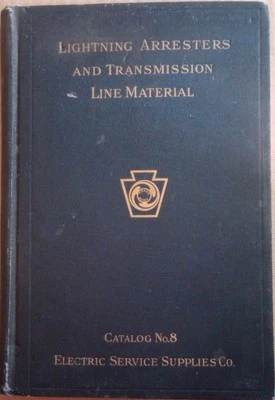 Lightning Arresters
and Transmission
Line Material
Catalog No.8
Electric Service Supplies Co.